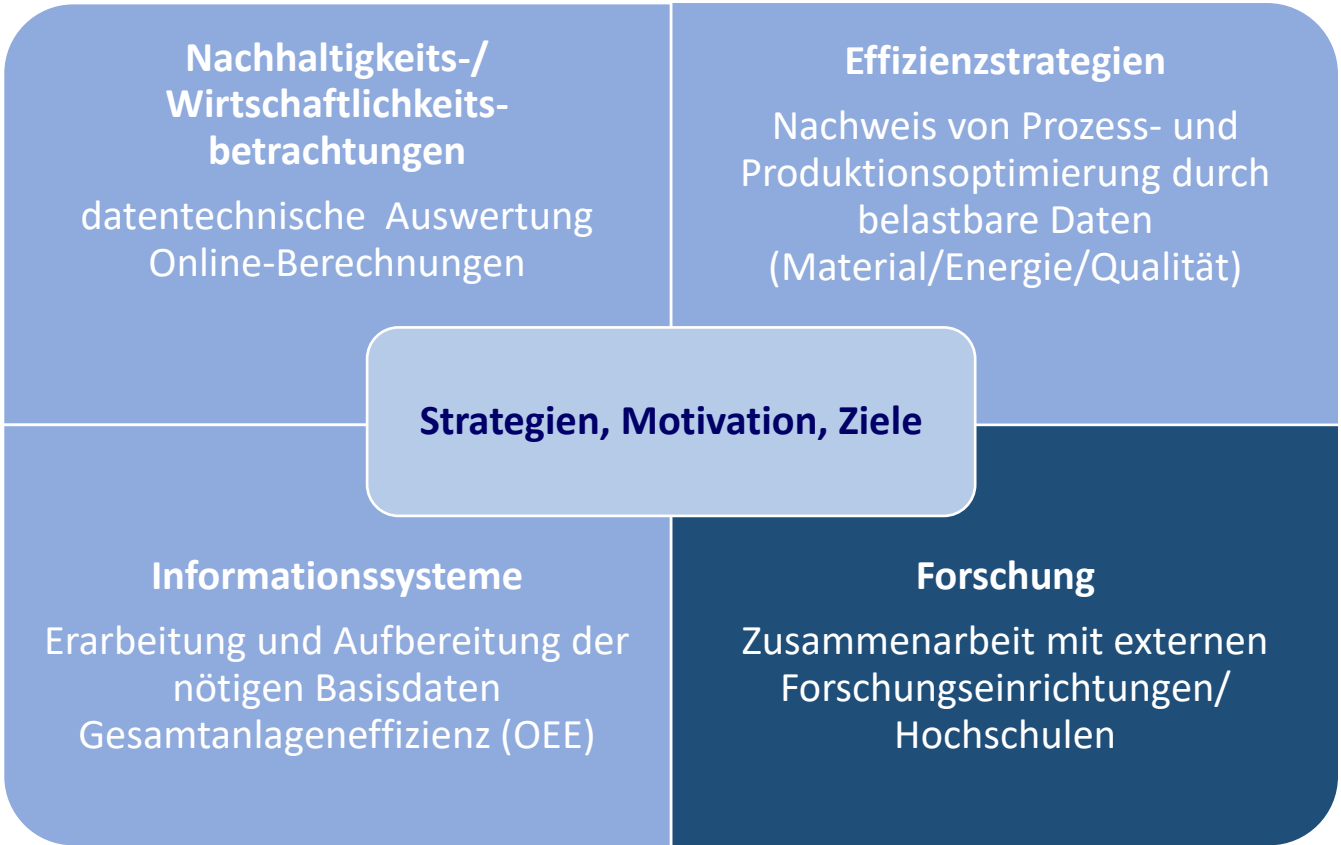 Nachhaltigkeits-/
Wirtschaftlichkeits-
betrachtungen
datentechnische  Auswertung
Online-Berechnungen
Effizienzstrategien
Nachweis von Prozess- und
Produktionsoptimierung durch
belastbare Daten
(Material/Energie/Qualität)
Strategien, Motivation, Ziele
Informationssysteme
Erarbeitung und Aufbereitung der
nötigen Basisdaten
Gesamtanlageneffizienz (OEE)
Forschung
Zusammenarbeit mit externen
Forschungseinrichtungen/
Hochschulen